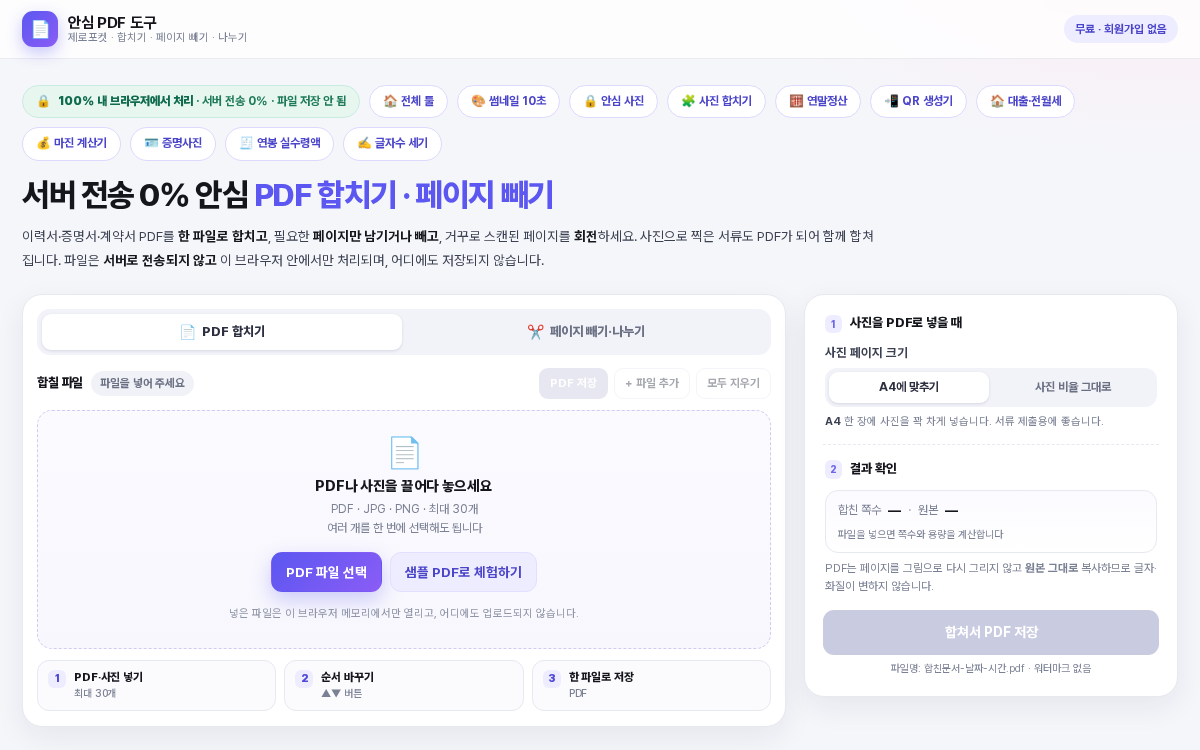 안심 PDF 도구
제로포켓 · 합치기 · 페이지 빼기 · 나누기
무료 · 회원가입 없음
100% 내 브라우저에서 처리 · 서버 전송 0% · 파일 저장 안 됨
전체 툴
썸네일 10초
안심 사진
사진 합치기
연말정산
QR 생성기
대출·전월세
마진 계산기
증명사진
연봉 실수령액
글자수 세기
서버 전송 0% 안심 PDF 합치기 · 페이지 빼기
이력서·증명서·계약서 PDF를 한 파일로 합치고, 필요한 페이지만 남기거나 빼고, 거꾸로 스캔된 페이지를 회전하세요. 사진으로 찍은 서류도 PDF가 되어 함께 합쳐
집니다. 파일은 서버로 전송되지 않고 이 브라우저 안에서만 처리되며, 어디에도 저장되지 않습니다.
PDF 합치기
페이지 빼기·나누기
합칠 파일
파일을 넣어 주세요
PDF 저장
+ 파일 추가
모두 지우기
PDF나 사진을 끌어다 놓으세요
PDF · JPG · PNG · 최대 30개
여러 개를 한 번에 선택해도 됩니다
PDF 파일 선택
샘플 PDF로 체험하기
넣은 파일은 이 브라우저 메모리에서만 열리고, 어디에도 업로드되지 않습니다.
1 PDF·사진 넣기
최대 30개
2 순서 바꾸기
▲▼ 버튼
3 한 파일로 저장
PDF
1 사진을 PDF로 넣을 때
사진 페이지 크기
A4에 맞추기
사진 비율 그대로
A4 한 장에 사진을 꽉 차게 넣습니다. 서류 제출용에 좋습니다.
2 결과 확인
합친 쪽수 — · 원본 —
파일을 넣으면 쪽수와 용량을 계산합니다
PDF는 페이지를 그림으로 다시 그리지 않고 원본 그대로 복사하므로 글자·
화질이 변하지 않습니다.
합쳐서 PDF 저장
파일명: 합친문서-날짜-시간.pdf · 워터마크 없음